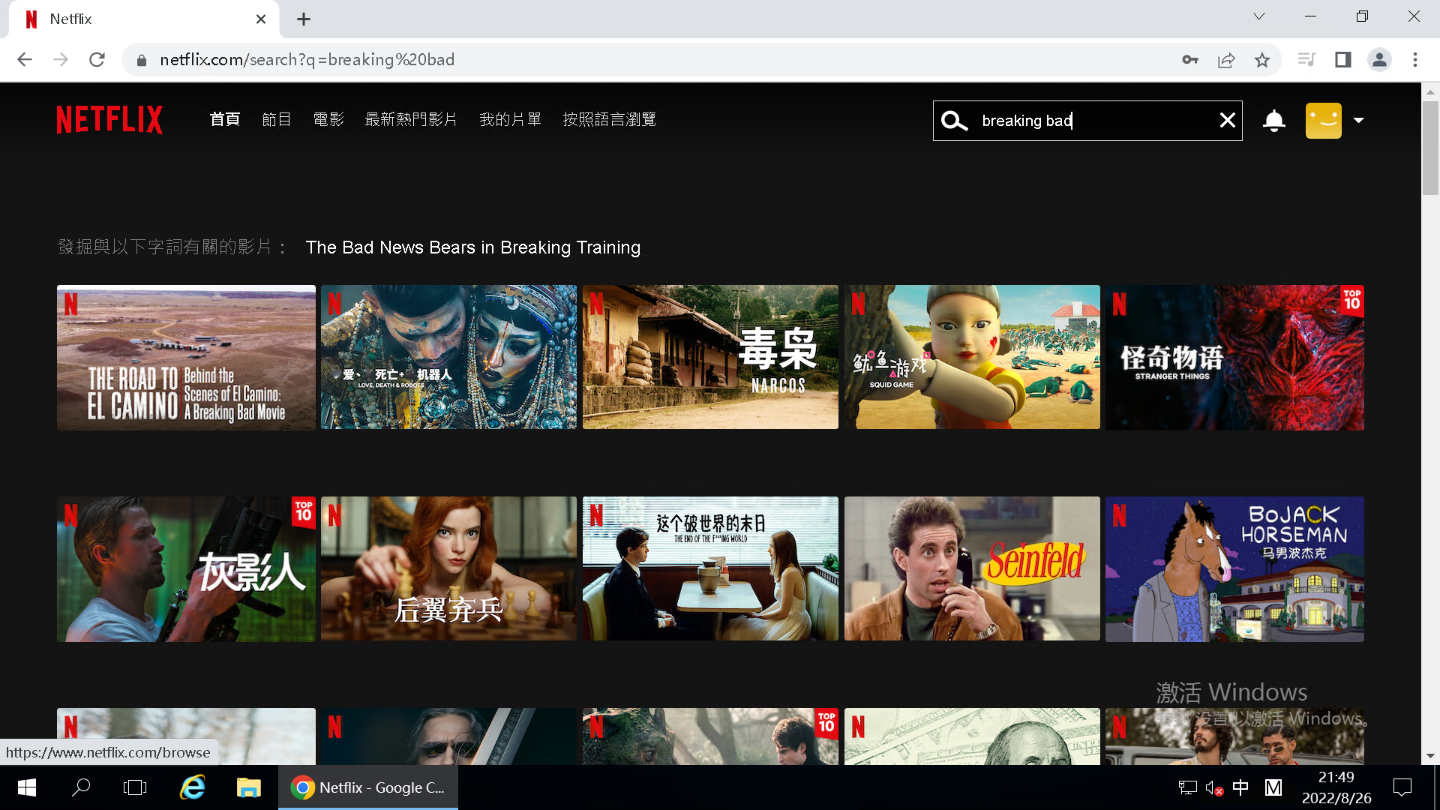 Netflix
netflix.com/search?q=breaking%20bad
NETFLIX 首頁 節目 電影 最新熱門影片 我的片單 按照語言瀏覽 breaking bad
發掘與以下字詞有關的影片： The Bad News Bears in Breaking Training
N
THE ROAD TO EL CAMINO
Behind the
Scenes of El Camino:
A Breaking Bad Movie
N
爱、死亡+机器人
LOVE, DEATH & ROBOTS
N
毒枭
NARCOS
N
鱿鱼游戏
SQUID GAME
N
TOP 10
怪奇物语
STRANGER THINGS
N
TOP 10
灰影人
N
后翼弃兵
N
这个破世界的末日
THE END OF THE F***ING WORLD
Seinfeld
N
BOJACK
HORSEMAN
马男波杰克
N
N
N
TOP 10
N
N
激活 Windows
设置以激活 Windows。
https://www.netflix.com/browse
Netflix - Google C...
中
M
21:49
2022/8/26